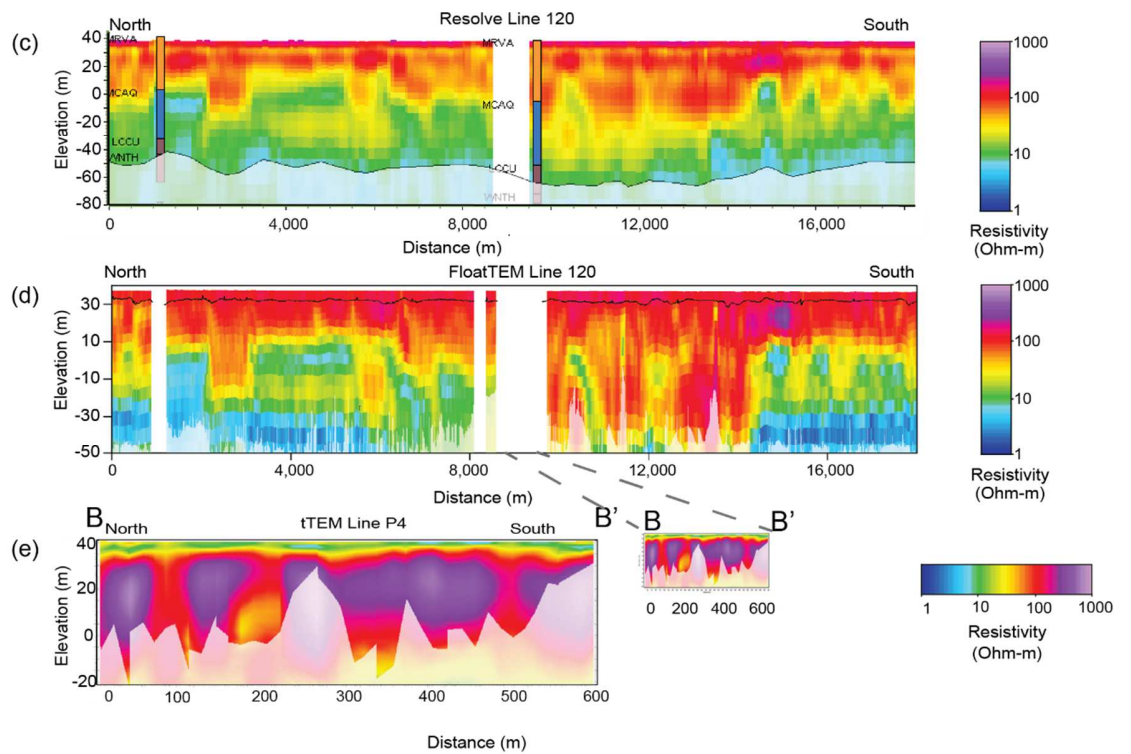 Resolve Line 120
(c)
North
South
40
20
0
-20
-40
-60
-80
Elevation (m)
MRVA
MCAQ
LCCU
WNTH
MRVA
MCAQ
LCCU
WNTH
0 4,000 8,000 12,000 16,000
Distance (m)
1000
100
10
1
Resistivity
(Ohm-m)
(d)
North
FloatTEM Line 120
South
30
10
-10
-30
-50
Elevation (m)
0 4,000 8,000 12,000 16,000
Distance (m)
1000
100
10
1
Resistivity
(Ohm-m)
(e)
B North
tTEM Line P4
South B'
40
20
0
-20
Elevation (m)
0 100 200 300 400 500 600
Distance (m)
B B'
0 200 400 600
1 10 100 1000
Resistivity
(Ohm-m)